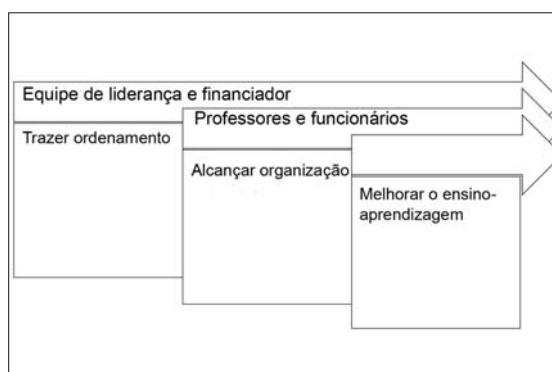 Equipe de liderança e financiador
Professores e funcionários
Trazer ordenamento
Alcançar organização
Melhorar o ensino-
aprendizagem